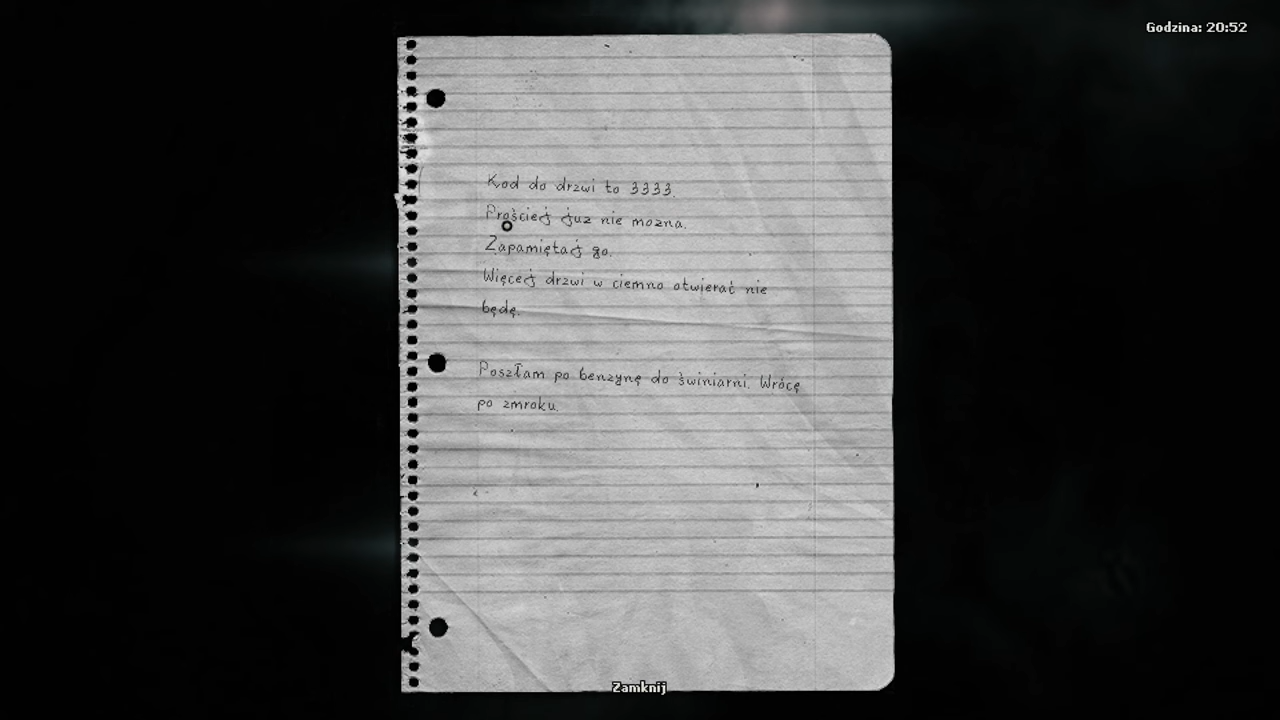 Godzina: 20:52
Kod do drzwi to 3333.
Prościej już nie mozna.
Zapamiętaj go.
Więcej drzwi w ciemno otwierać nie
będę.
Poszłam po benzynę do świniarni. Wrócę
po zmroku.
Zamknij